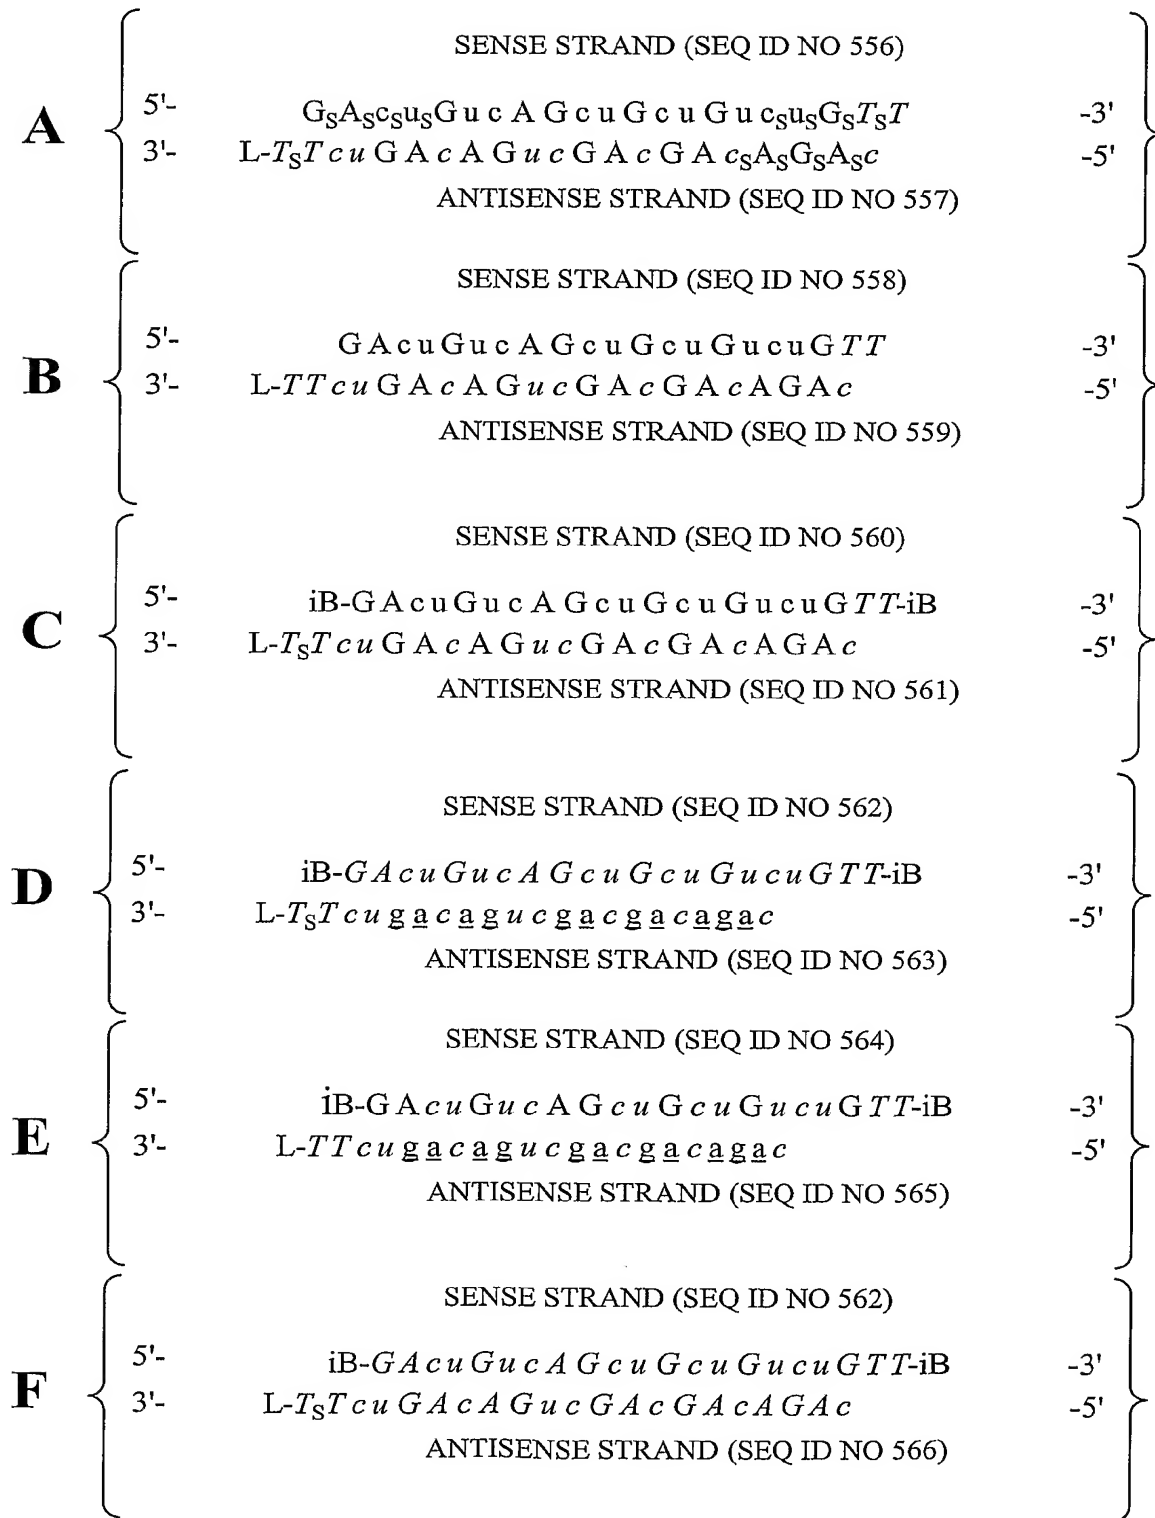 SENSE STRAND (SEQ ID NO 556)
A
5'- GSAScSuSGucAGcuGcuGucSuSGSTST -3'
3'- L-TSTcuGAcAGucGAcGAcSASGSASc -5'
ANTISENSE STRAND (SEQ ID NO 557)
SENSE STRAND (SEQ ID NO 558)
B
5'- GAcuGucAGcuGcuGucuGTT -3'
3'- L-TTcuGAcAGucGAcGAcAGAc -5'
ANTISENSE STRAND (SEQ ID NO 559)
SENSE STRAND (SEQ ID NO 560)
C
5'- iB-GAcuGucAGcuGcuGucuGTT-iB -3'
3'- L-TSTcuGAcAGucGAcGAcAGAc -5'
ANTISENSE STRAND (SEQ ID NO 561)
SENSE STRAND (SEQ ID NO 562)
D
5'- iB-GAcuGucAGcuGcuGucuGTT-iB -3'
3'- L-TSTcugacagucgacgacagac -5'
ANTISENSE STRAND (SEQ ID NO 563)
SENSE STRAND (SEQ ID NO 564)
E
5'- iB-GAcuGucAGcuGcuGucuGTT-iB -3'
3'- L-TTcugacagucgacgacagac -5'
ANTISENSE STRAND (SEQ ID NO 565)
SENSE STRAND (SEQ ID NO 562)
F
5'- iB-GAcuGucAGcuGcuGucuGTT-iB -3'
3'- L-TSTcuGAcAGucGAcGAcAGAc -5'
ANTISENSE STRAND (SEQ ID NO 566)